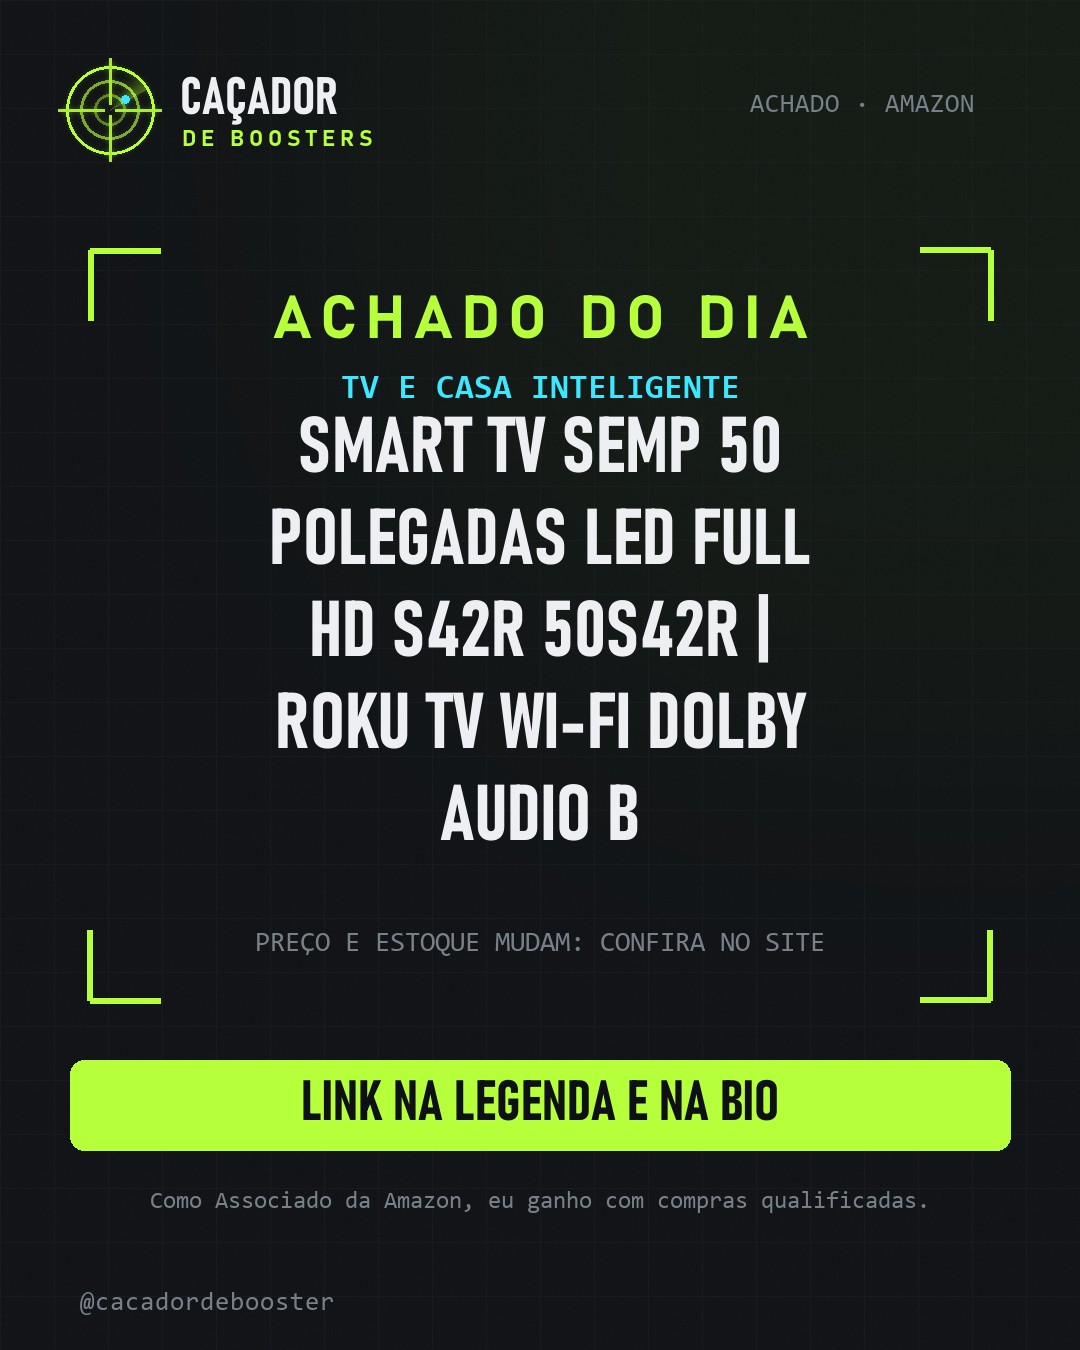 CAÇADOR
DE BOOSTERS
ACHADO · AMAZON
ACHADO DO DIA
TV E CASA INTELIGENTE
SMART TV SEMP 50
POLEGADAS LED FULL
HD S42R 50S42R |
ROKU TV WI-FI DOLBY
AUDIO B
PREÇO E ESTOQUE MUDAM: CONFIRA NO SITE
LINK NA LEGENDA E NA BIO
Como Associado da Amazon, eu ganho com compras qualificadas.
@cacadordebooster